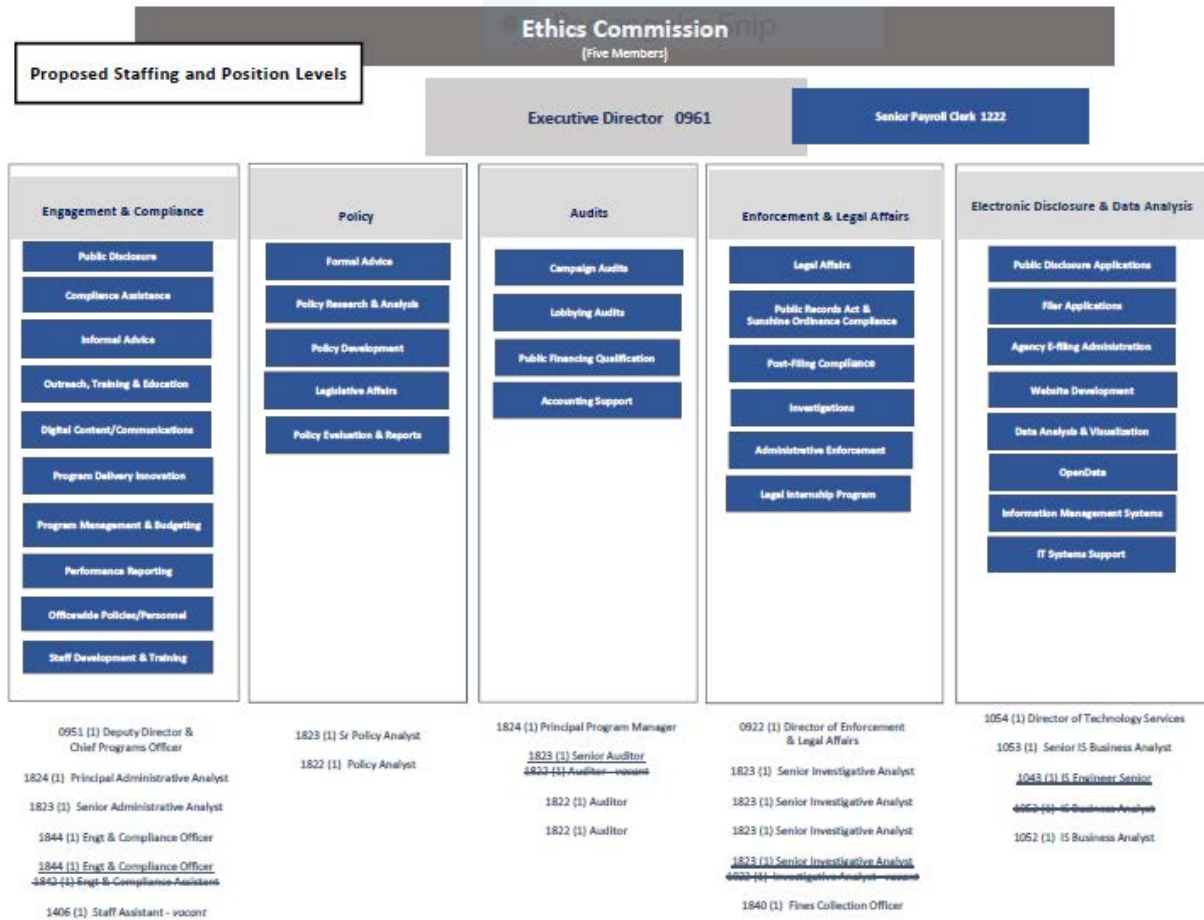 Ethics Commission
(Five Members)
Proposed Staffing and Position Levels
Executive Director 0961
Senior Payroll Clerk 1222
Engagement & Compliance
Public Disclosure
Compliance Assistance
Informal Advice
Outreach, Training & Education
Digital Content/Communications
Program Delivery Innovation
Program Management & Budgeting
Performance Reporting
Officewide Policies/Personnel
Staff Development & Training
0951 (1) Deputy Director &
Chief Programs Officer
1824 (1) Principal Administrative Analyst
1823 (1) Senior Administrative Analyst
1844 (1) Engt & Compliance Officer
1844 (1) Engt & Compliance Officer
1842 (1) Engt & Compliance Assistant
1406 (1) Staff Assistant - vacant
Policy
Formal Advice
Policy Research & Analysis
Policy Development
Legislative Affairs
Policy Evaluation & Reports
1823 (1) Sr Policy Analyst
1822 (1) Policy Analyst
Audits
Campaign Audits
Lobbying Audits
Public Financing Qualification
Accounting Support
1824 (1) Principal Program Manager
1823 (1) Senior Auditor
1822 (1) Auditor - vacant
1822 (1) Auditor
1822 (1) Auditor
Enforcement & Legal Affairs
Legal Affairs
Public Records Act &
Sunshine Ordinance Compliance
Post-Filing Compliance
Investigations
Administrative Enforcement
Legal Internship Program
0922 (1) Director of Enforcement
& Legal Affairs
1823 (1) Senior Investigative Analyst
1823 (1) Senior Investigative Analyst
1823 (1) Senior Investigative Analyst
1823 (1) Senior Investigative Analyst
(1) Investigative Analyst - vacant
1840 (1) Fines Collection Officer
Electronic Disclosure & Data Analysis
Public Disclosure Applications
Filer Applications
Agency E-filing Administration
Website Development
Data Analysis & Visualization
OpenData
Information Management Systems
IT Systems Support
1054 (1) Director of Technology Services
1053 (1) Senior IS Business Analyst
1043 (1) IS Engineer Senior
1052 (1) IS Business Analyst
1052 (1) IS Business Analyst